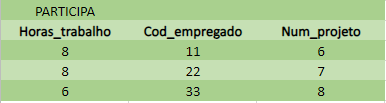 PARTICIPA
Horas_trabalho Cod_empregado Num_projeto
8 11 6
8 22 7
6 33 8